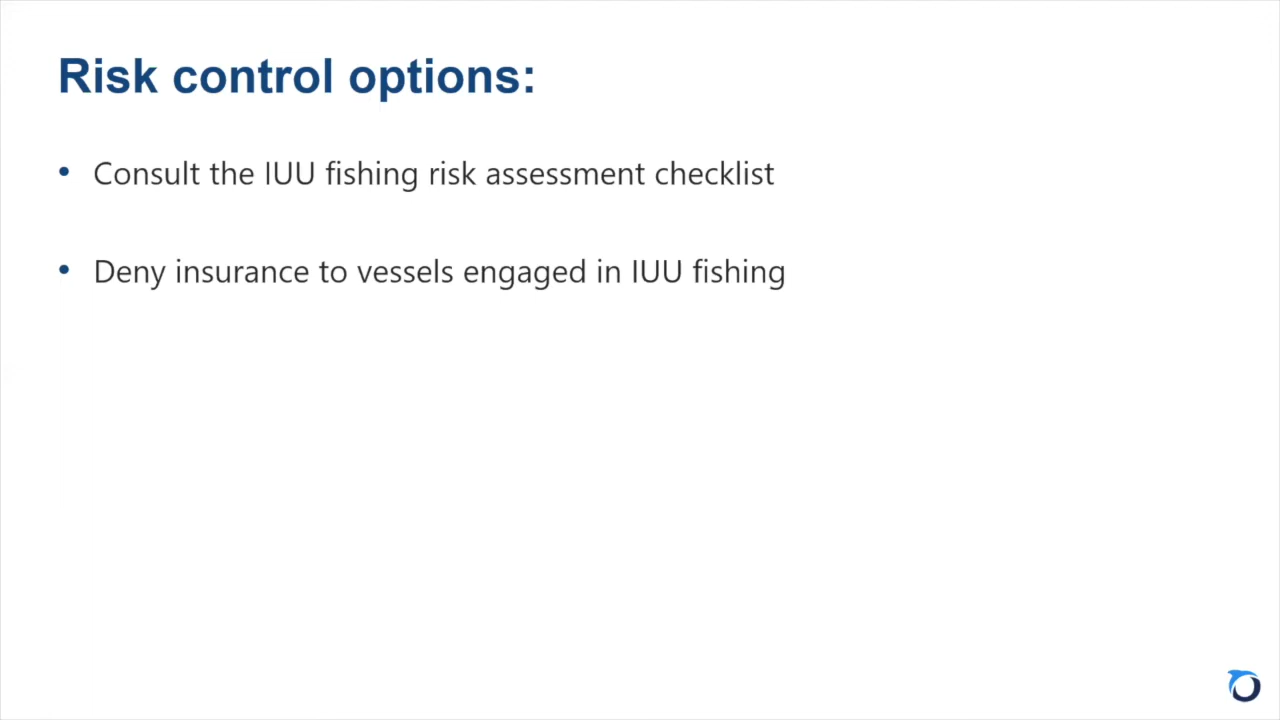 Risk control options:
• Consult the IUU fishing risk assessment checklist
• Deny insurance to vessels engaged in IUU fishing